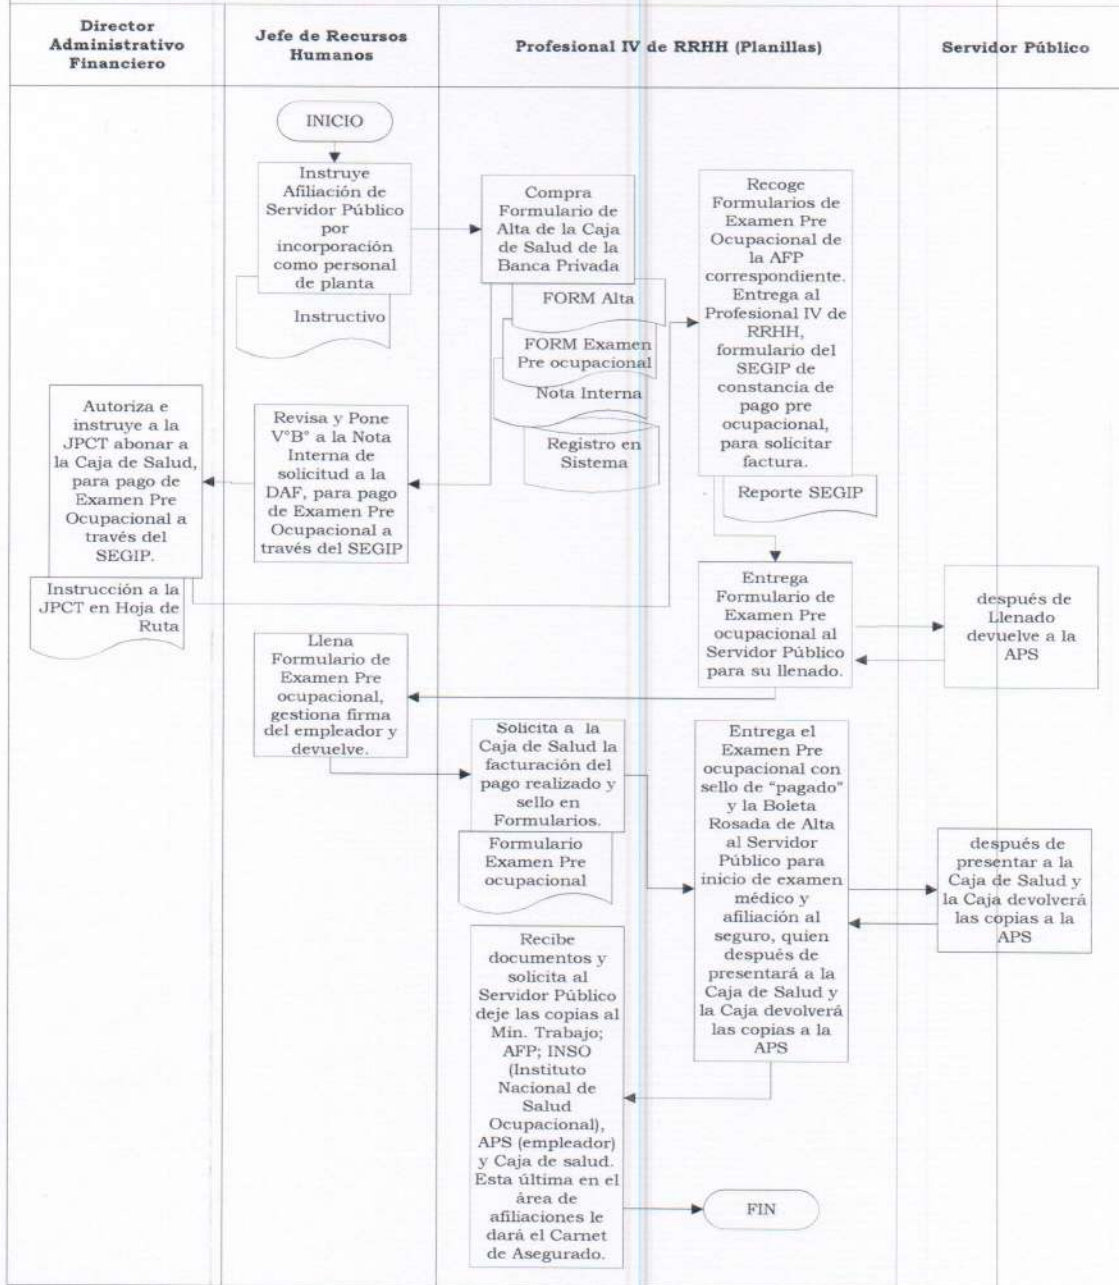 Director
Administrativo
Financiero
Jefe de Recursos
Humanos
Profesional IV de RRHH (Planillas)
Servidor Público
INICIO
Instruye
Afiliación de
Servidor Público
por
incorporación
como personal
de planta
Instructivo
Compra
Formulario de
Alta de la Caja
de Salud de la
Banca Privada
FORM Alta
FORM Examen
Pre ocupacional
Nota Interna
Registro en
Sistema
Recoge
Formularios de
Examen Pre
Ocupacional de
la AFP
correspondiente.
Entrega al
Profesional IV de
RRHH,
formulario del
SEGIP de
constancia de
pago pre
ocupacional,
para solicitar
factura.
Reporte SEGIP
Autoriza e
instruye a la
JPCT abonar a
la Caja de Salud,
para pago de
Examen Pre
Ocupacional a
través del
SEGIP.
Instrucción a la
JPCT en Hoja de
Ruta
Revisa y Pone
V°B° a la Nota
Interna de
solicitud a la
DAF, para pago
de Examen Pre
Ocupacional a
través del SEGIP
Entrega
Formulario de
Examen Pre
ocupacional al
Servidor Público
para su llenado.
después de
Llenado
devuelve a la
APS
Llena
Formulario de
Examen Pre
ocupacional,
gestiona firma
del empleador y
devuelve.
Solicita a la
Caja de Salud la
facturación del
pago realizado y
sello en
Formularios.
Formulario
Examen Pre
ocupacional
Entrega el
Examen Pre
ocupacional con
sello de “pagado”
y la Boleta
Rosada de Alta
al Servidor
Público para
inicio de examen
médico y
afiliación al
seguro, quien
después de
presentará a la
Caja de Salud y
la Caja devolverá
las copias a la
APS
después de
presentar a la
Caja de Salud y
la Caja devolverá
las copias a la
APS
Recibe
documentos y
solicita al
Servidor Público
deje las copias al
Min. Trabajo;
AFP; INSO
(Instituto
Nacional de
Salud
Ocupacional),
APS (empleador)
y Caja de salud.
Esta última en el
área de
afiliaciones le
dará el Carnet
de Asegurado.
FIN